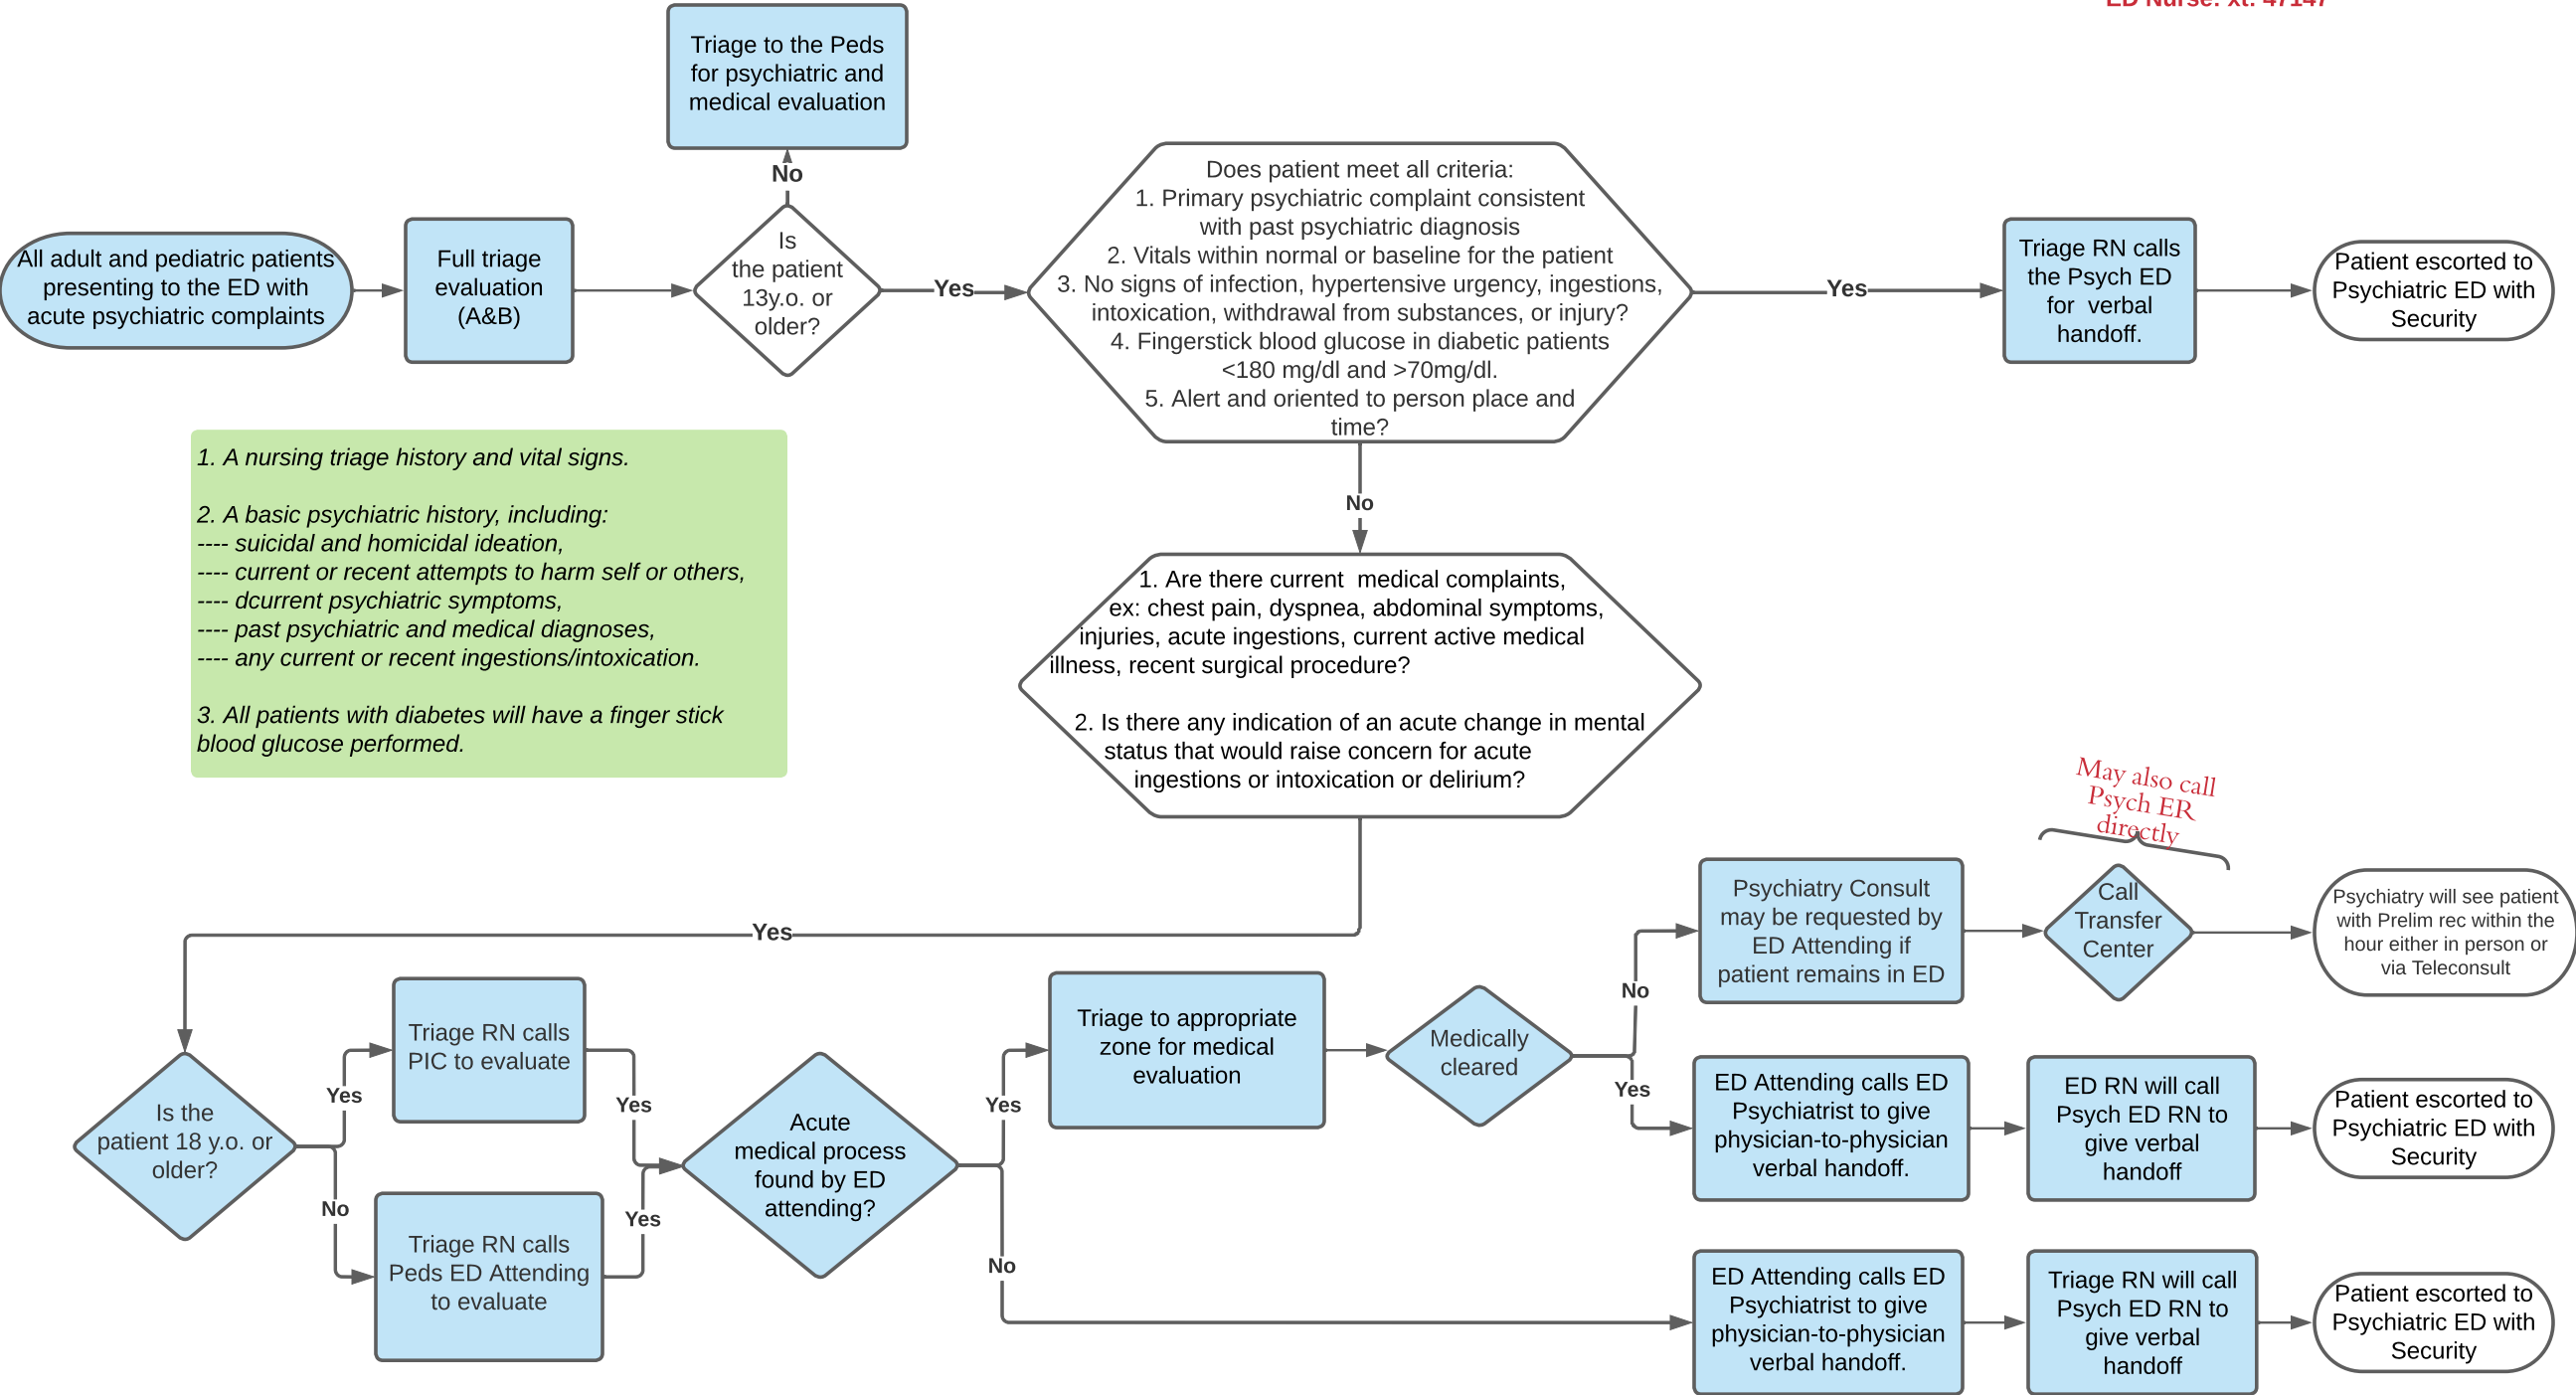 ED Nurse: xt: 47147
Triage to the Peds
for psychiatric and
medical evaluation
No
All adult and pediatric patients
presenting to the ED with
acute psychiatric complaints
Full triage
evaluation
(A&B)
Is
the patient
13y.o. or
older?
Yes
Does patient meet all criteria:
1. Primary psychiatric complaint consistent
with past psychiatric diagnosis
2. Vitals within normal or baseline for the patient
3. No signs of infection, hypertensive urgency, ingestions,
intoxication, withdrawal from substances, or injury?
4. Fingerstick blood glucose in diabetic patients
<180 mg/dl and >70mg/dl.
5. Alert and oriented to person place and
time?
Yes
Triage RN calls
the Psych ED
for verbal
handoff.
Patient escorted to
Psychiatric ED with
Security
1. A nursing triage history and vital signs.
2. A basic psychiatric history, including:
---- suicidal and homicidal ideation,
---- current or recent attempts to harm self or others,
---- dcurrent psychiatric symptoms,
---- past psychiatric and medical diagnoses,
---- any current or recent ingestions/intoxication.
3. All patients with diabetes will have a finger stick
blood glucose performed.
No
1. Are there current medical complaints,
ex: chest pain, dyspnea, abdominal symptoms,
injuries, acute ingestions, current active medical
illness, recent surgical procedure?
2. Is there any indication of an acute change in mental
status that would raise concern for acute
ingestions or intoxication or delirium?
Yes
May also call
Psych ER
directly
Psychiatry Consult
may be requested by
ED Attending if
patient remains in ED
Call
Transfer
Center
Psychiatry will see patient
with Prelim rec within the
hour either in person or
via Teleconsult
Is the
patient 18 y.o. or
older?
Yes
Triage RN calls
PIC to evaluate
Yes
No
Triage RN calls
Peds ED Attending
to evaluate
Yes
Acute
medical process
found by ED
attending?
Yes
Triage to appropriate
zone for medical
evaluation
Medically
cleared
No
Yes
ED Attending calls ED
Psychiatrist to give
physician-to-physician
verbal handoff.
ED RN will call
Psych ED RN to
give verbal
handoff
Patient escorted to
Psychiatric ED with
Security
No
ED Attending calls ED
Psychiatrist to give
physician-to-physician
verbal handoff.
Triage RN will call
Psych ED RN to
give verbal
handoff
Patient escorted to
Psychiatric ED with
Security